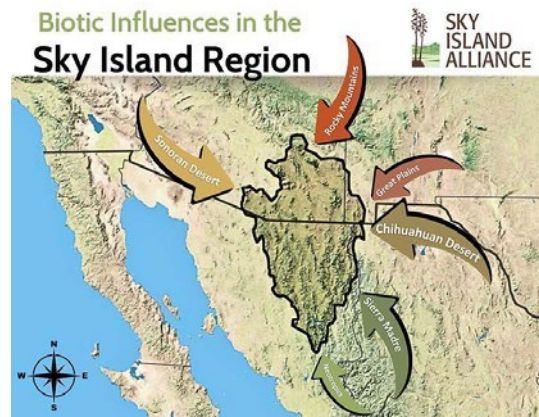 Biotic Influences in the
Sky Island Region
SKY
ISLAND
ALLIANCE
Rocky Mountains
Sonoran Desert
Great Plains
Chihuahuan Desert
Sierra Madre
N
W E
S